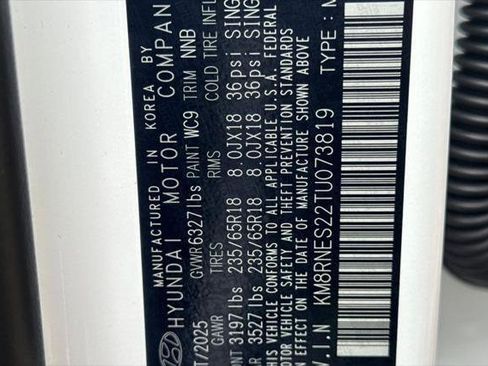 MANUFACTURED IN KOREA BY
HYUNDAI MOTOR COMPAN
T/2025 GVWR 6327lbs PAINT WC9 TRIM NNB
GAWR TIRES RIMS COLD TIRE INFL
NT 3197lbs 235/65R18 8.0JX18 36psi SING
AR 3527lbs 235/65R18 8.0JX18 36psi SING
THIS VEHICLE CONFORMS TO ALL APPLICABLE U.S.A. FEDERAL
MOTOR VEHICLE SAFETY AND THEFT PREVENTION STANDARDS
IN EFFECT ON THE DATE OF MANUFACTURE SHOWN ABOVE
V.I.N KM8RNES22TU073819 TYPE: M